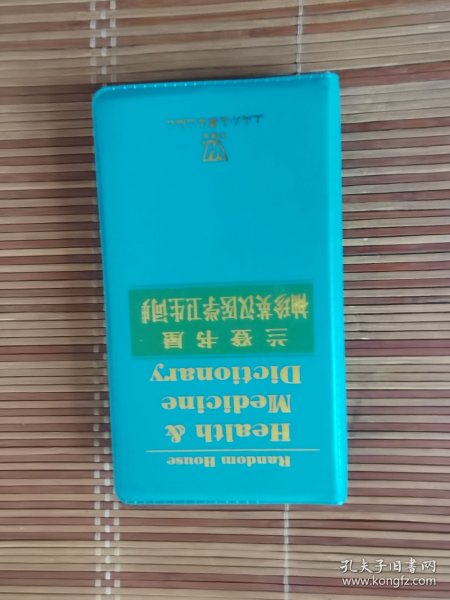 Random House
Health &
Medicine
Dictionary
兰登书屋
袖珍英汉医学卫生词典
孔夫子旧书网
www.kongfz.com